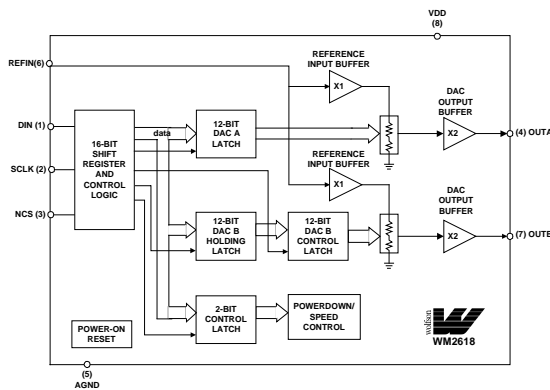 VDD
(8)
REFIN(6)
REFERENCE
INPUT BUFFER
X1
DAC
OUTPUT
BUFFER
X2
(4) OUTA
DIN (1)
SCLK (2)
NCS (3)
16-BIT
SHIFT
REGISTER
AND
CONTROL
LOGIC
data
12-BIT
DAC A
LATCH
REFERENCE
INPUT BUFFER
X1
DAC
OUTPUT
BUFFER
X2
(7) OUTB
12-BIT
DAC B
HOLDING
LATCH
12-BIT
DAC B
CONTROL
LATCH
2-BIT
CONTROL
LATCH
POWERDOWN/
SPEED
CONTROL
POWER-ON
RESET
wolfson
WM2618
(5)
AGND